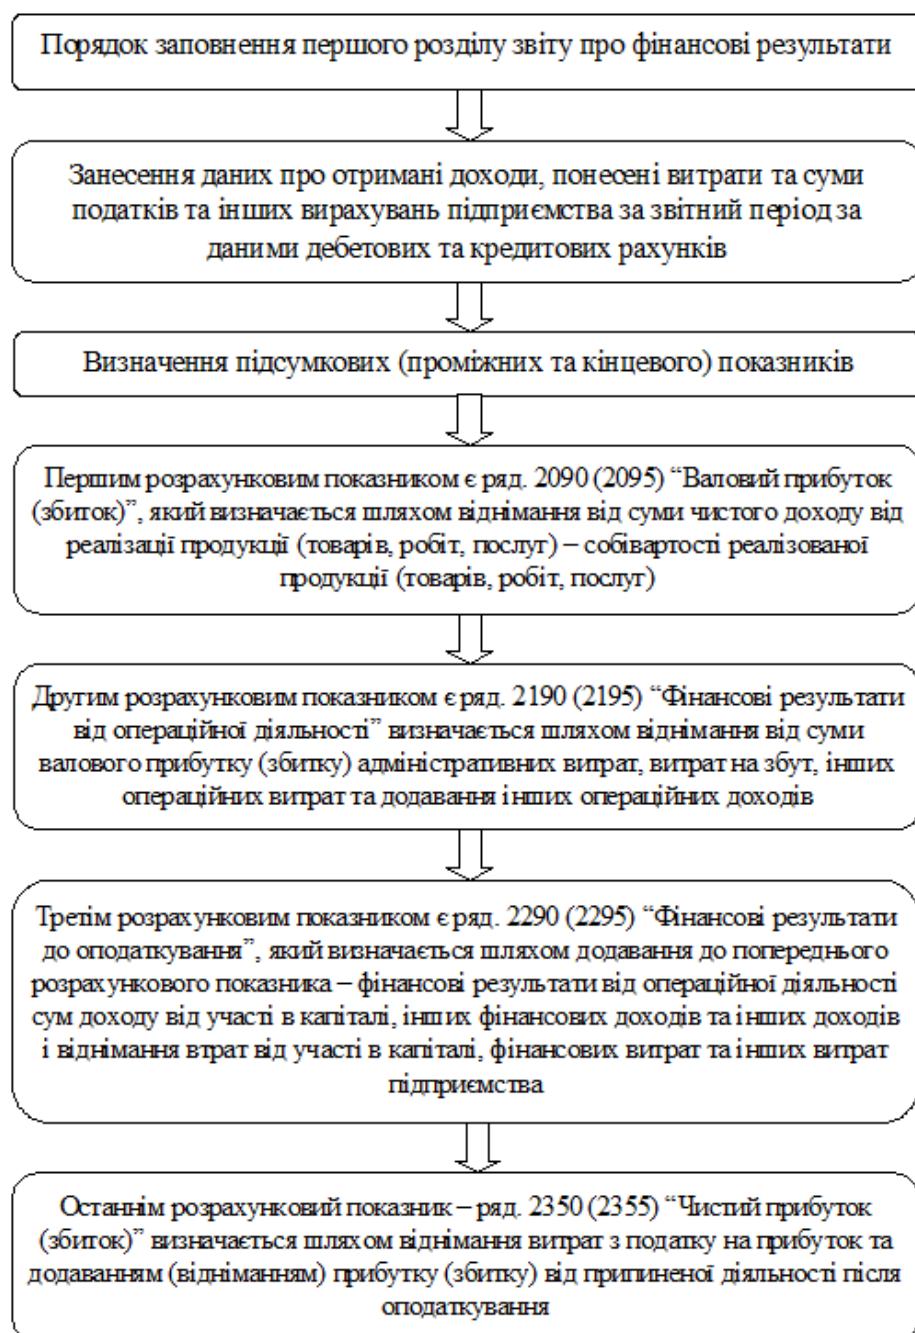 Порядок заповнення першого розділу звіту про фінансові результати
Занесення даних про отримані доходи, понесені витрати та суми
податків та інших вирахувань підприємства за звітний період за
даними дебетових та кредитових рахунків
Визначення підсумкових (проміжних та кінцевого) показників
Першим розрахунковим показником є ряд. 2090 (2095) “Валовий прибуток
(збиток)”, який визначається шляхом віднімання від суми чистого доходу від
реалізації продукції (товарів, робіт, послуг) – собівартості реалізованої
продукції (товарів, робіт, послуг)
Другим розрахунковим показником є ряд. 2190 (2195) “Фінансові результати
від операційної діяльності” визначається шляхом віднімання від суми
валового прибутку (збитку) адміністративних витрат, витрат на збут, інших
операційних витрат та додавання інших операційних доходів
Третім розрахунковим показником є ряд. 2290 (2295) “Фінансові результати
до оподаткування”, який визначається шляхом додавання до попереднього
розрахункового показника – фінансові результати від операційної діяльності
сум доходу від участі в капіталі, інших фінансових доходів та інших доходів
і віднімання втрат від участі в капіталі, фінансових витрат та інших витрат
підприємства
Останнім розрахунковий показник – ряд. 2350 (2355) “Чистий прибуток
(збиток)” визначається шляхом віднімання витрат з податку на прибуток та
додаванням (відніманням) прибутку (збитку) від припиненої діяльності після
оподаткування